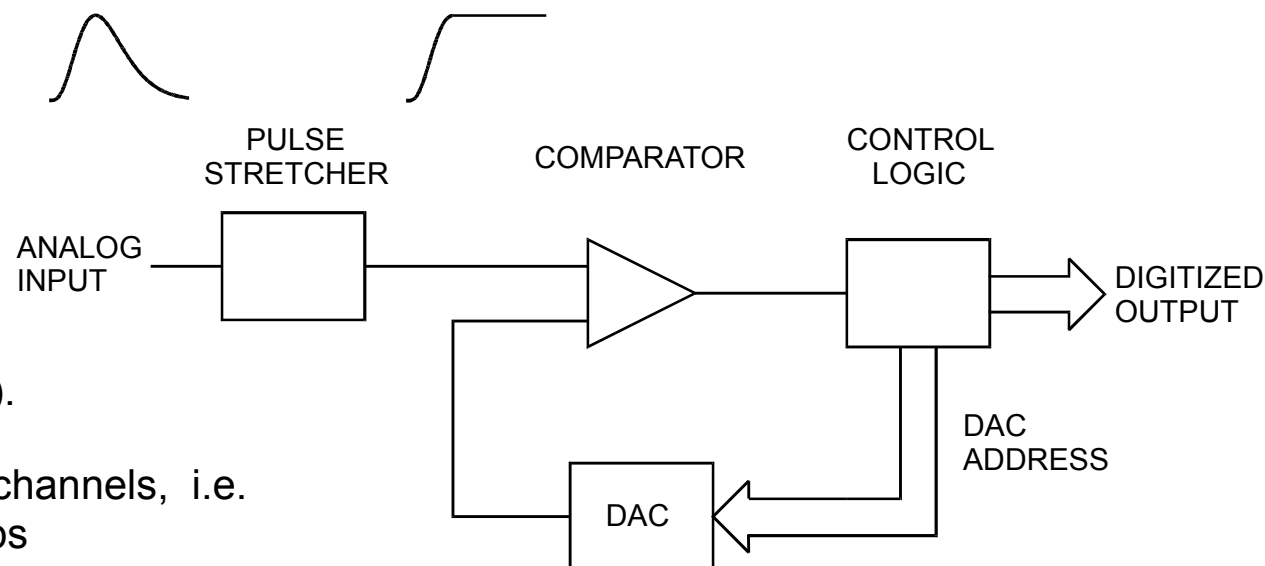 PULSE
STRETCHER
COMPARATOR
CONTROL
LOGIC
ANALOG
INPUT
DIGITIZED
OUTPUT
).
DAC
ADDRESS
channels, i.e.
DAC